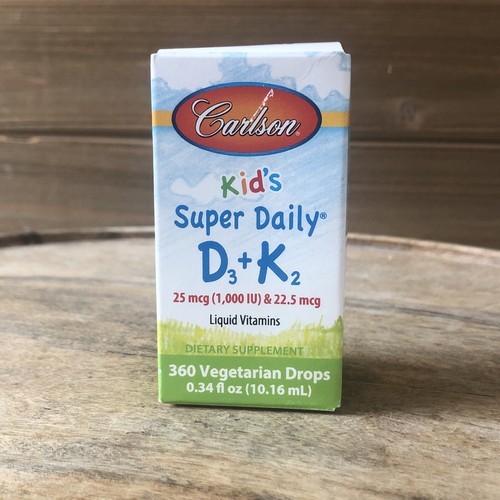 Carlson®
Kid's
Super Daily®
D3+K2
25 mcg (1,000 IU) & 22.5 mcg
Liquid Vitamins
DIETARY SUPPLEMENT
360 Vegetarian Drops
0.34 fl oz (10.16 mL)